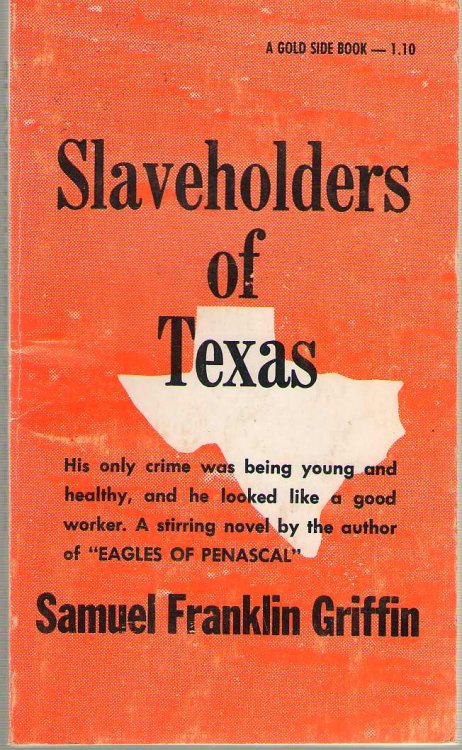 A GOLD SIDE BOOK — 1.10
Slaveholders
of
Texas
His only crime was being young and
healthy, and he looked like a good
worker. A stirring novel by the author
of "EAGLES OF PENASCAL"
Samuel Franklin Griffin